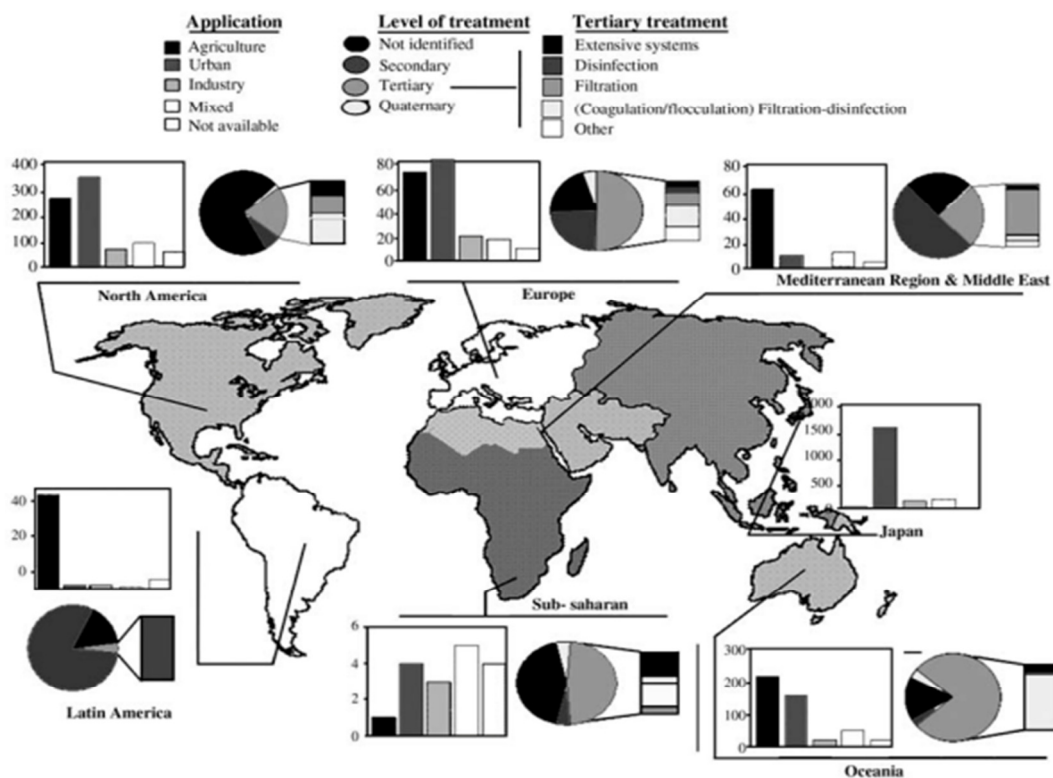 Application
Agriculture
Urban
Industry
Mixed
Not available
Level of treatment
Not identified
Secondary
Tertiary
Quaternary
Tertiary treatment
Extensive systems
Disinfection
Filtration
(Coagulation/flocculation) Filtration-disinfection
Other
400
300
200
100
0
North America
80
60
40
20
0
Europe
80
60
40
20
0
Mediterranean Region & Middle East
000
1500
1000
500
0
Japan
40
20
0
Latin America
Sub- saharan
6
4
2
0
300
200
100
0
Oceania